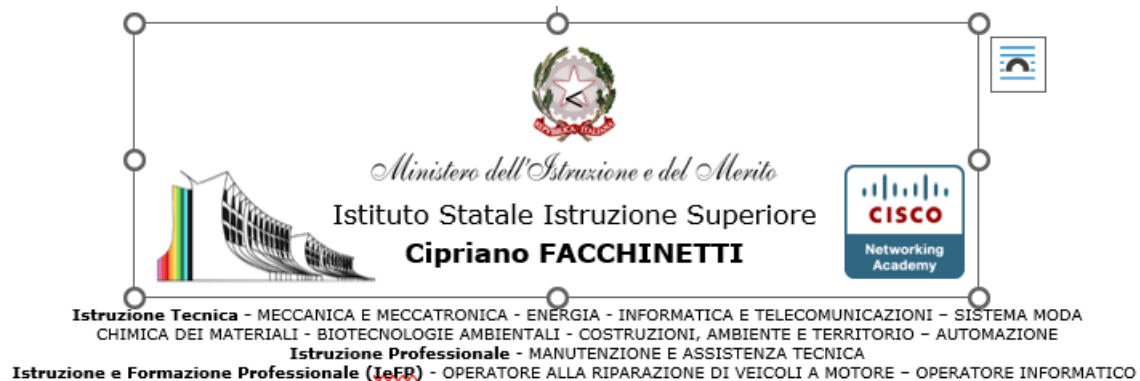 REPVBBLICA ITALIANA
Ministero dell'Istruzione e del Merito
Istituto Statale Istruzione Superiore
Cipriano FACCHINETTI
CISCO
Networking
Academy
Istruzione Tecnica - MECCANICA E MECCATRONICA - ENERGIA - INFORMATICA E TELECOMUNICAZIONI – SISTEMA MODA
CHIMICA DEI MATERIALI - BIOTECNOLOGIE AMBIENTALI - COSTRUZIONI, AMBIENTE E TERRITORIO – AUTOMAZIONE
Istruzione Professionale - MANUTENZIONE E ASSISTENZA TECNICA
Istruzione e Formazione Professionale (IeFP) - OPERATORE ALLA RIPARAZIONE DI VEICOLI A MOTORE – OPERATORE INFORMATICO